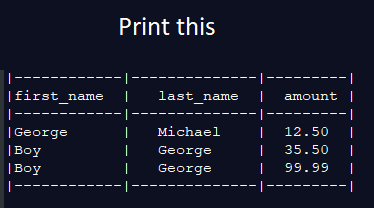 Print this
|------------|-------------|--------|
|first_name  |   last_name  |  amount |
|------------|-------------|--------|
|George      |   Michael    |  12.50  |
|Boy         |   George     |  35.50  |
|Boy         |   George     |  99.99  |
|------------|-------------|--------|